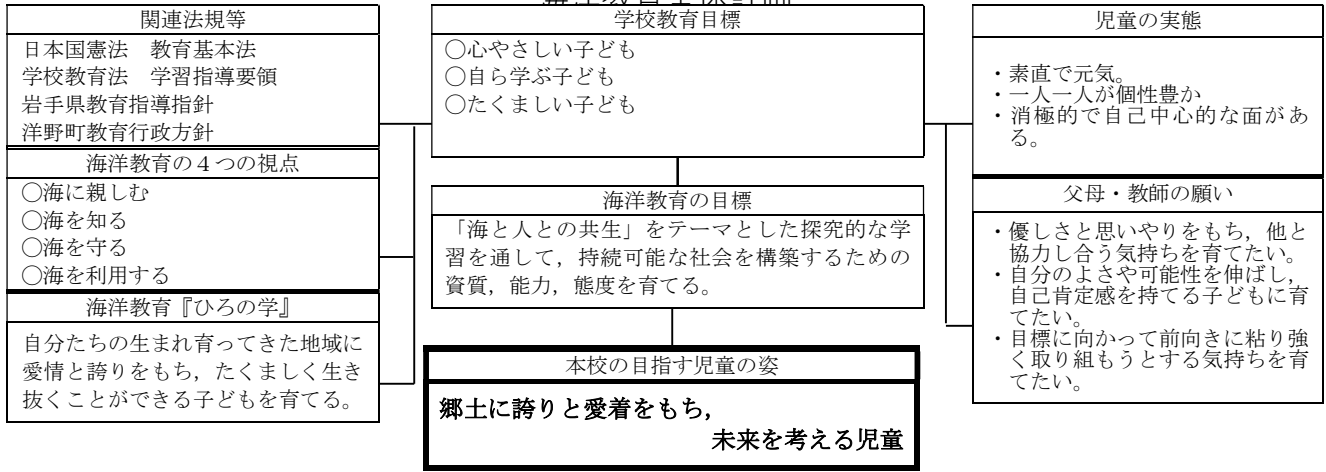 関連法規等
日本国憲法　教育基本法
学校教育法　学習指導要領
岩手県教育指導指針
洋野町教育行政方針
海洋教育の４つの視点
○海に親しむ
○海を知る
○海を守る
○海を利用する
海洋教育『ひろの学』
自分たちの生まれ育ってきた地域に
愛情と誇りをもち，たくましく生き
抜くことができる子どもを育てる。
学校教育目標
○心やさしい子ども
○自ら学ぶ子ども
○たくましい子ども
海洋教育の目標
「海と人との共生」をテーマとした探究的な学
習を通して，持続可能な社会を構築するための
資質，能力，態度を育てる。
本校の目指す児童の姿
郷土に誇りと愛着をもち，
未来を考える児童
児童の実態
・素直で元気。
・一人一人が個性豊か
・消極的で自己中心的な面があ
る。
父母・教師の願い
・優しさと思いやりをもち，他と
協力し合う気持ちを育てたい。
・自分のよさや可能性を伸ばし，
自己肯定感を持てる子どもに育
てたい。
・目標に向かって前向きに粘り強
く取り組もうとする気持ちを育
てたい。